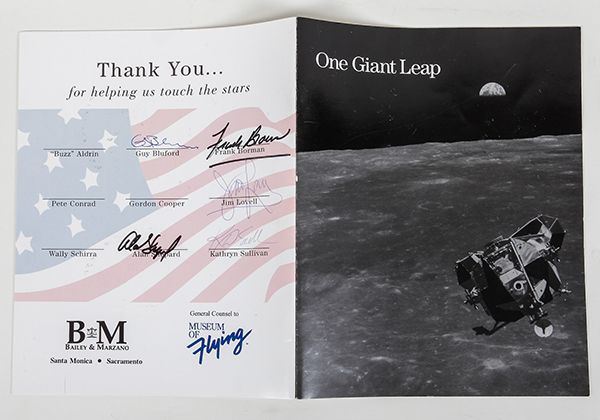 Thank You...
for helping us touch the stars
"Buzz" Aldrin Guy Bluford Frank Borman
Pete Conrad Gordon Cooper Jim Lovell
Wally Schirra Alan Shepard Kathryn Sullivan
B M
BAILEY & MARZANO
Santa Monica • Sacramento
General Counsel to
MUSEUM
OF
Flying
One Giant Leap